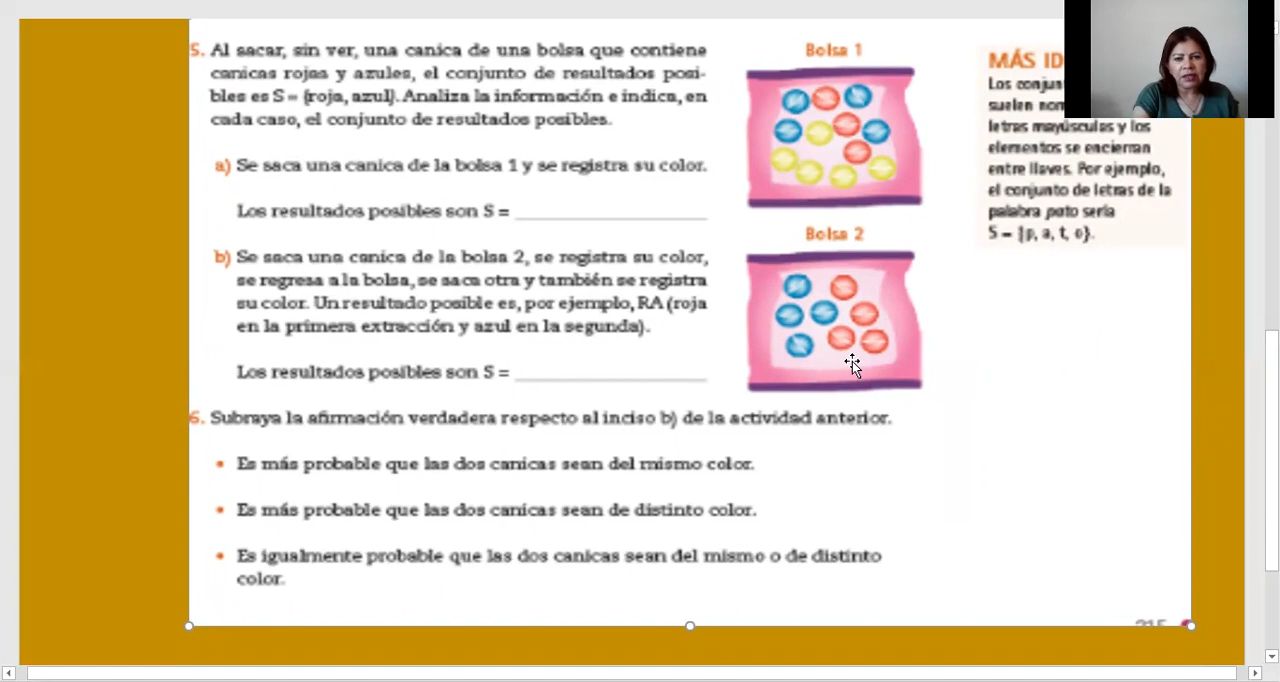 5. Al sacar, sin ver, una canica de una bolsa que contiene
canicas rojas y azules, el conjunto de resultados posi-
bles es S = {roja, azul}. Analiza la información e indica, en
cada caso, el conjunto de resultados posibles.
a) Se saca una canica de la bolsa 1 y se registra su color.
Los resultados posibles son S = ____________
b) Se saca una canica de la bolsa 2, se registra su color,
se regresa a la bolsa, se saca otra y también se registra
su color. Un resultado posible es, por ejemplo, RA (roja
en la primera extracción y azul en la segunda).
Los resultados posibles son S = ____________
Bolsa 1
Bolsa 2
MÁS ID
Los conjun
suelen nom
letras mayúsculas y los
elementos se encierran
entre llaves. Por ejemplo,
el conjunto de letras de la
palabra pato sería
S = {p, a, t, o}.
6. Subraya la afirmación verdadera respecto al inciso b) de la actividad anterior.
• Es más probable que las dos canicas sean del mismo color.
• Es más probable que las dos canicas sean de distinto color.
• Es igualmente probable que las dos canicas sean del mismo o de distinto
color.